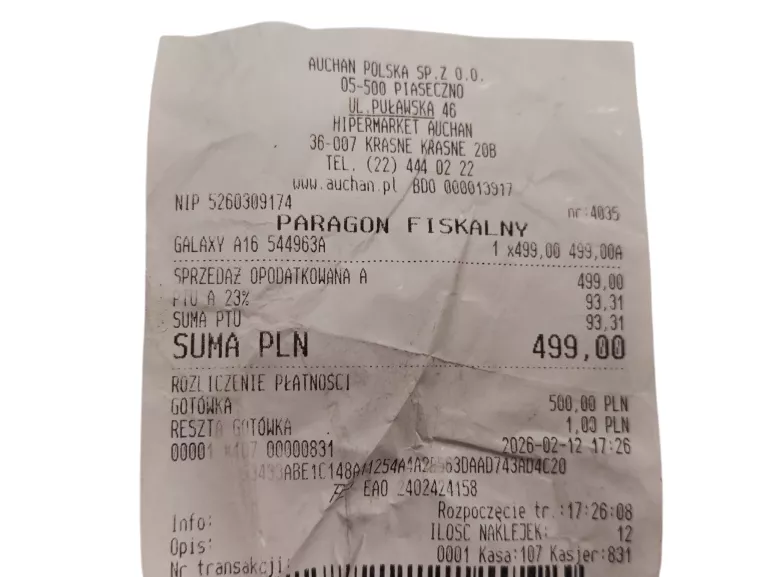 AUCHAN POLSKA SP.Z O.O.
05-500 PIASECZNO
UL.PUŁAWSKA 46
HIPERMARKET AUCHAN
36-007 KRASNE KRASNE 20B
TEL. (22) 444 02 22
www.auchan.pl BDO 000013917
NIP 5260309174 nr:4035
PARAGON FISKALNY
GALAXY A16 544963A 1 x499,00 499,00A
SPRZEDAŻ OPODATKOWANA A 499,00
PTU A 23% 93,31
SUMA PTU 93,31
SUMA PLN 499,00
ROZLICZENIE PŁATNOŚCI
GOTÓWKA 500,00 PLN
RESZTA GOTÓWKA 1,00 PLN
00001 #107 00000831 2026-02-12 17:26
EAO 2402424158
Rozpoczęcie tr.:17:26:08
Info: ILOŚĆ NAKLEJEK: 12
Opis: 0001 Kasa:107 Kasjer:831
Nr transakcji: